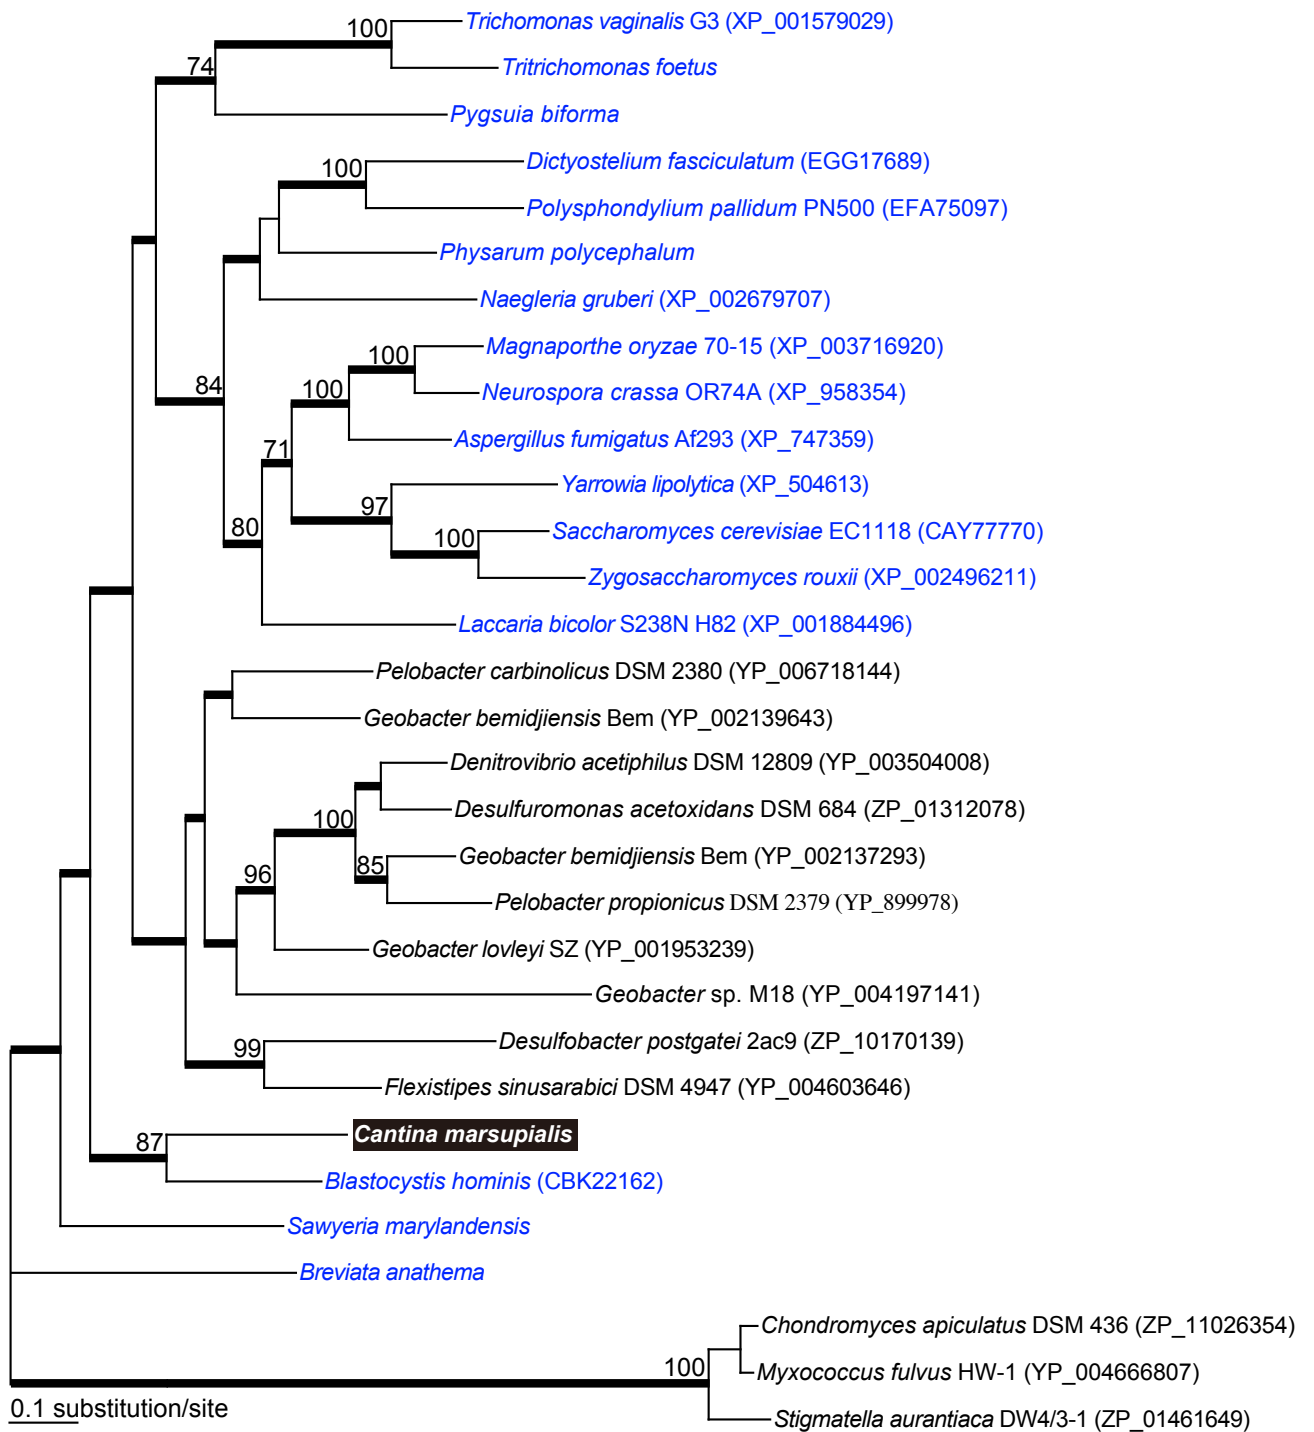 100
Trichomonas vaginalis G3 (XP_001579029)
74
Tritrichomonas foetus
Pygsuia biforma
100
Dictyostelium fasciculatum (EGG17689)
Polysphondylium pallidum PN500 (EFA75097)
Physarum polycephalum
Naegleria gruberi (XP_002679707)
100
Magnaporthe oryzae 70-15 (XP_003716920)
84
100
Neurospora crassa OR74A (XP_958354)
71
Aspergillus fumigatus Af293 (XP_747359)
97
Yarrowia lipolytica (XP_504613)
80
100
Saccharomyces cerevisiae EC1118 (CAY77770)
Zygosaccharomyces rouxii (XP_002496211)
Laccaria bicolor S238N H82 (XP_001884496)
Pelobacter carbinolicus DSM 2380 (YP_006718144)
Geobacter bemidjiensis Bem (YP_002139643)
Denitrovibrio acetiphilus DSM 12809 (YP_003504008)
100
Desulfuromonas acetoxidans DSM 684 (ZP_01312078)
96
85
Geobacter bemidjiensis Bem (YP_002137293)
Pelobacter propionicus DSM 2379 (YP_899978)
Geobacter lovleyi SZ (YP_001953239)
Geobacter sp. M18 (YP_004197141)
99
Desulfobacter postgatei 2ac9 (ZP_10170139)
Flexistipes sinusarabici DSM 4947 (YP_004603646)
87
Cantina marsupialis
Blastocystis hominis (CBK22162)
Sawyeria marylandensis
Breviata anathema
Chondromyces apiculatus DSM 436 (ZP_11026354)
100
Myxococcus fulvus HW-1 (YP_004666807)
0.1 substitution/site
Stigmatella aurantiaca DW4/3-1 (ZP_01461649)